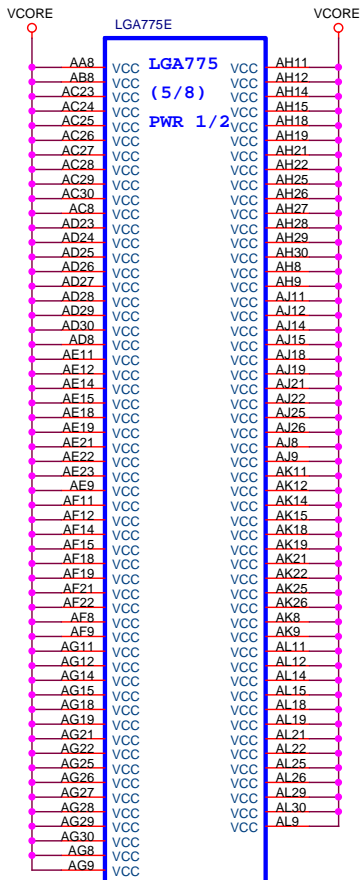 VCORE LGA775E VCORE
AA8 VCC LGA775 VCC AH11
AB8 VCC VCC AH12
AC23 VCC (5/8) VCC AH14
AC24 VCC VCC AH15
AC25 VCC PWR 1/2 VCC AH18
AC26 VCC VCC AH19
AC27 VCC VCC AH21
AC28 VCC VCC AH22
AC29 VCC VCC AH25
AC30 VCC VCC AH26
AC8 VCC VCC AH27
AD23 VCC VCC AH28
AD24 VCC VCC AH29
AD25 VCC VCC AH30
AD26 VCC VCC AH8
AD27 VCC VCC AH9
AD28 VCC VCC AJ11
AD29 VCC VCC AJ12
AD30 VCC VCC AJ14
AD8 VCC VCC AJ15
AE11 VCC VCC AJ18
AE12 VCC VCC AJ19
AE14 VCC VCC AJ21
AE15 VCC VCC AJ22
AE18 VCC VCC AJ25
AE19 VCC VCC AJ26
AE21 VCC VCC AJ8
AE22 VCC VCC AJ9
AE23 VCC VCC AK11
AE9 VCC VCC AK12
AF11 VCC VCC AK14
AF12 VCC VCC AK15
AF14 VCC VCC AK18
AF15 VCC VCC AK19
AF18 VCC VCC AK21
AF19 VCC VCC AK22
AF21 VCC VCC AK25
AF22 VCC VCC AK26
AF8 VCC VCC AK8
AF9 VCC VCC AK9
AG11 VCC VCC AL11
AG12 VCC VCC AL12
AG14 VCC VCC AL14
AG15 VCC VCC AL15
AG18 VCC VCC AL18
AG19 VCC VCC AL19
AG21 VCC VCC AL21
AG22 VCC VCC AL22
AG25 VCC VCC AL25
AG26 VCC VCC AL26
AG27 VCC VCC AL29
AG28 VCC VCC AL30
AG29 VCC VCC AL9
AG30 VCC
AG8 VCC
AG9 VCC